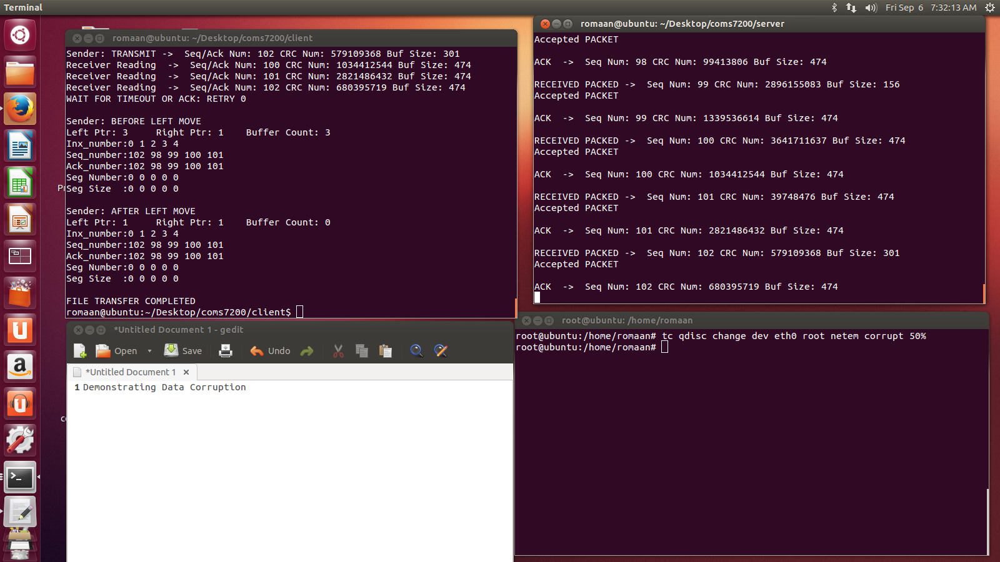 Terminal
Fri Sep 6 7:32:13 AM
romaan@ubuntu: ~/Desktop/coms7200/client
Sender: TRANSMIT -> Seq/Ack Num: 102 CRC Num: 579109368 Buf Size: 301
Receiver Reading -> Seq/Ack Num: 100 CRC Num: 1034412544 Buf Size: 474
Receiver Reading -> Seq/Ack Num: 101 CRC Num: 2821486432 Buf Size: 474
Receiver Reading -> Seq/Ack Num: 102 CRC Num: 680395719 Buf Size: 474
WAIT FOR TIMEOUT OR ACK: RETRY 0
Sender: BEFORE LEFT MOVE
Left Ptr: 3 Right Ptr: 1 Buffer Count: 3
Inx_number:0 1 2 3 4
Seq_number:102 98 99 100 101
Ack_number:102 98 99 100 101
Seg Number:0 0 0 0 0
Seg Size :0 0 0 0 0
Sender: AFTER LEFT MOVE
Left Ptr: 1 Right Ptr: 1 Buffer Count: 0
Inx_number:0 1 2 3 4
Seq_number:102 98 99 100 101
Ack_number:102 98 99 100 101
Seg Number:0 0 0 0 0
Seg Size :0 0 0 0 0
FILE TRANSFER COMPLETED
romaan@ubuntu:~/Desktop/coms7200/client$
romaan@ubuntu: ~/Desktop/coms7200/server
Accepted PACKET
ACK -> Seq Num: 98 CRC Num: 99413806 Buf Size: 474
RECEIVED PACKED -> Seq Num: 99 CRC Num: 2896155083 Buf Size: 156
Accepted PACKET
ACK -> Seq Num: 99 CRC Num: 1339536614 Buf Size: 474
RECEIVED PACKED -> Seq Num: 100 CRC Num: 3641711637 Buf Size: 474
Accepted PACKET
ACK -> Seq Num: 100 CRC Num: 1034412544 Buf Size: 474
RECEIVED PACKED -> Seq Num: 101 CRC Num: 39748476 Buf Size: 474
Accepted PACKET
ACK -> Seq Num: 101 CRC Num: 2821486432 Buf Size: 474
RECEIVED PACKED -> Seq Num: 102 CRC Num: 579109368 Buf Size: 301
Accepted PACKET
ACK -> Seq Num: 102 CRC Num: 680395719 Buf Size: 474
*Untitled Document 1 - gedit
Open Save Undo
*Untitled Document 1
1 Demonstrating Data Corruption
root@ubuntu: /home/romaan
root@ubuntu:/home/romaan# tc qdisc change dev eth0 root netem corrupt 50%
root@ubuntu:/home/romaan#